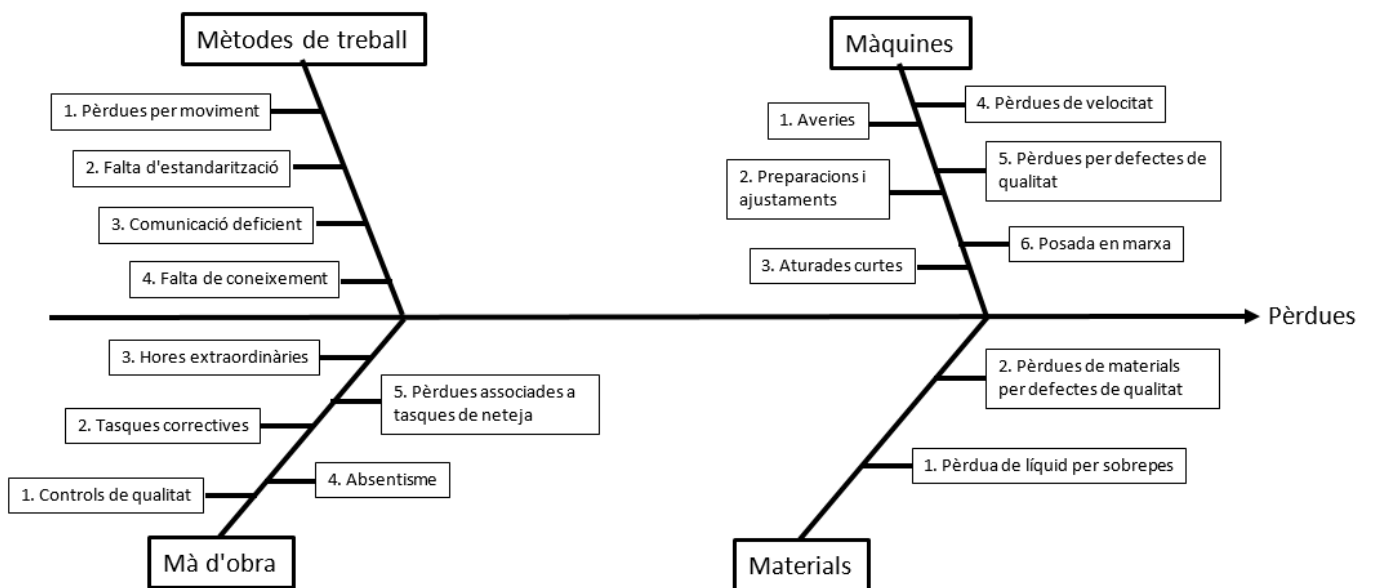 Mètodes de treball
1. Pèrdues per moviment
2. Falta d'estandarització
3. Comunicació deficient
4. Falta de coneixement
Màquines
1. Averies
2. Preparacions i
ajustaments
3. Aturades curtes
4. Pèrdues de velocitat
5. Pèrdues per defectes de
qualitat
6. Posada en marxa
Pèrdues
3. Hores extraordinàries
2. Tasques correctives
1. Controls de qualitat
5. Pèrdues associades a
tasques de neteja
4. Absentisme
Mà d'obra
2. Pèrdues de materials
per defectes de qualitat
1. Pèrdua de líquid per sobrepes
Materials